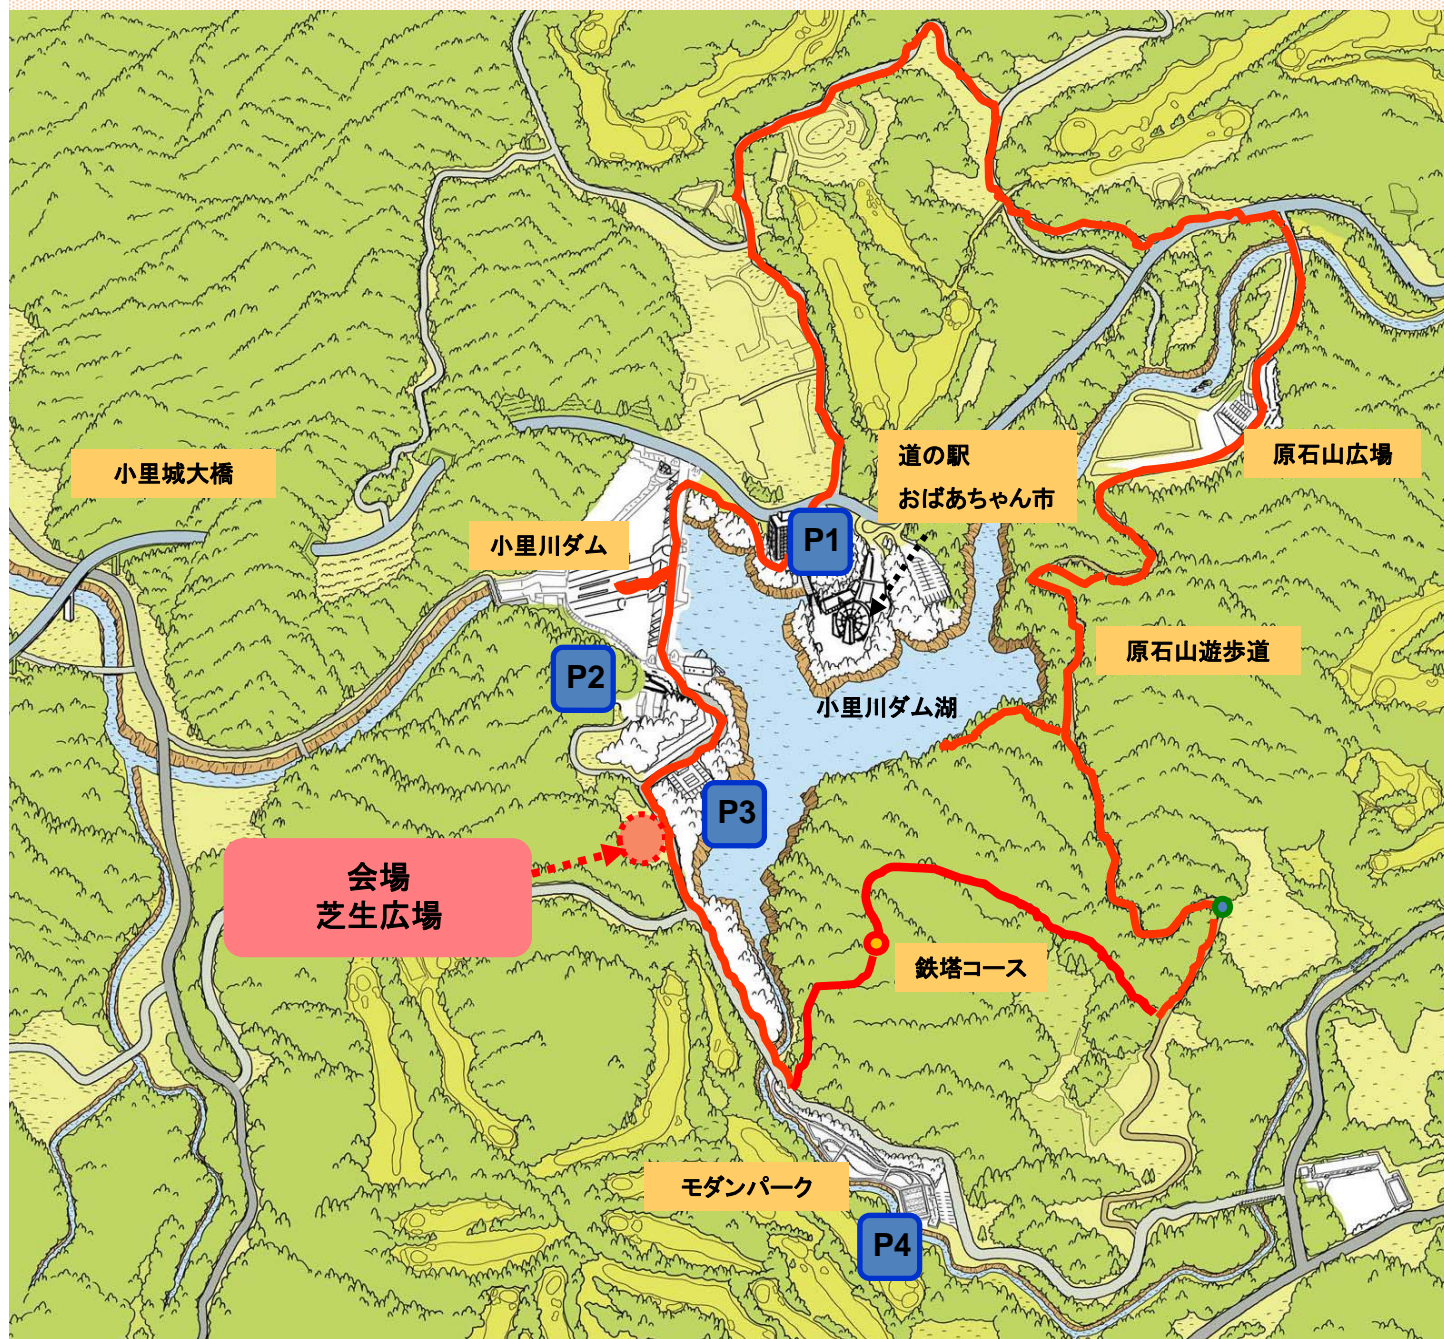 道の駅
おばあちゃん市
原石山広場
小里城大橋
小里川ダム
P1
原石山遊歩道
P2
小里川ダム湖
P3
会場
芝生広場
鉄塔コース
モダンパーク
P4